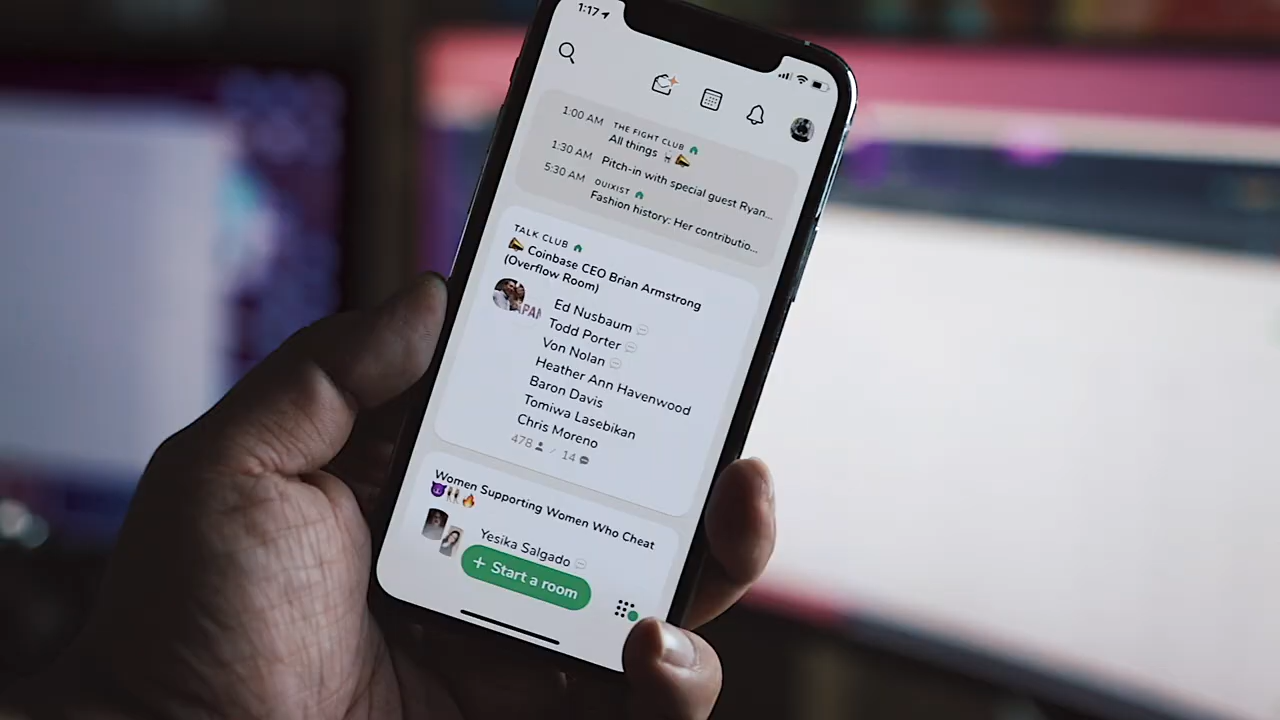 1:17
1:00 AM THE FIGHT CLUB
All things
1:30 AM Pitch-in with special guest Ryan...
5:30 AM OUIXIST
Fashion history: Her contributio...
TALK CLUB
Coinbase CEO Brian Armstrong
(Overflow Room)
APAN
Ed Nusbaum
Todd Porter
Von Nolan
Heather Ann Havenwood
Baron Davis
Tomiwa Lasebikan
Chris Moreno
478 / 14
Women Supporting Women Who Cheat
Yesika Salgado
+ Start a room